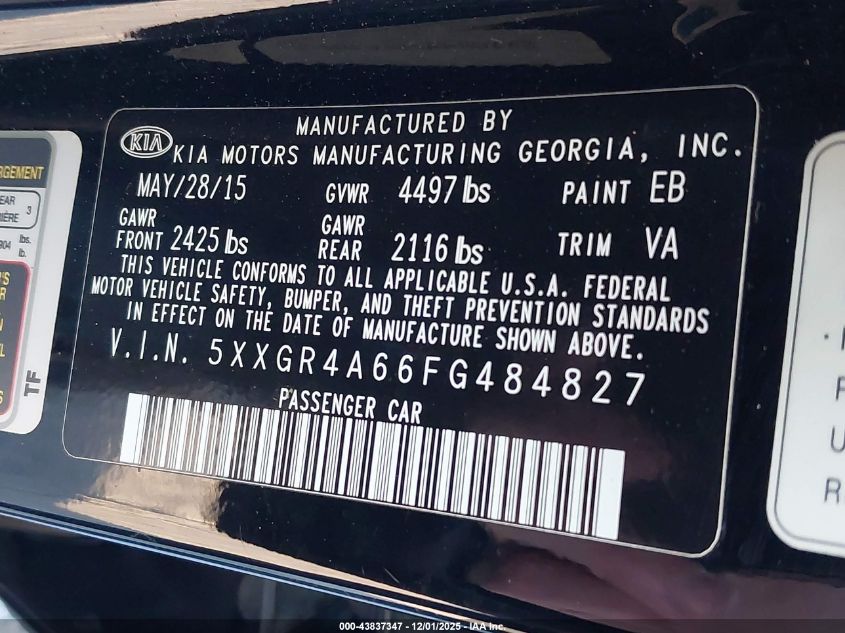 MANUFACTURED BY
KIA KIA MOTORS MANUFACTURING GEORGIA, INC.
MAY/28/15 GVWR 4497 lbs PAINT EB
GAWR FRONT 2425 lbs GAWR REAR 2116 lbs TRIM VA
THIS VEHICLE CONFORMS TO ALL APPLICABLE U.S.A. FEDERAL
MOTOR VEHICLE SAFETY, BUMPER, AND THEFT PREVENTION STANDARDS
IN EFFECT ON THE DATE OF MANUFACTURE SHOWN ABOVE.
V.I.N. 5XXGR4A66FG484827
PASSENGER CAR
TF
000-43837347 • 12/01/2025 • IAA Inc.